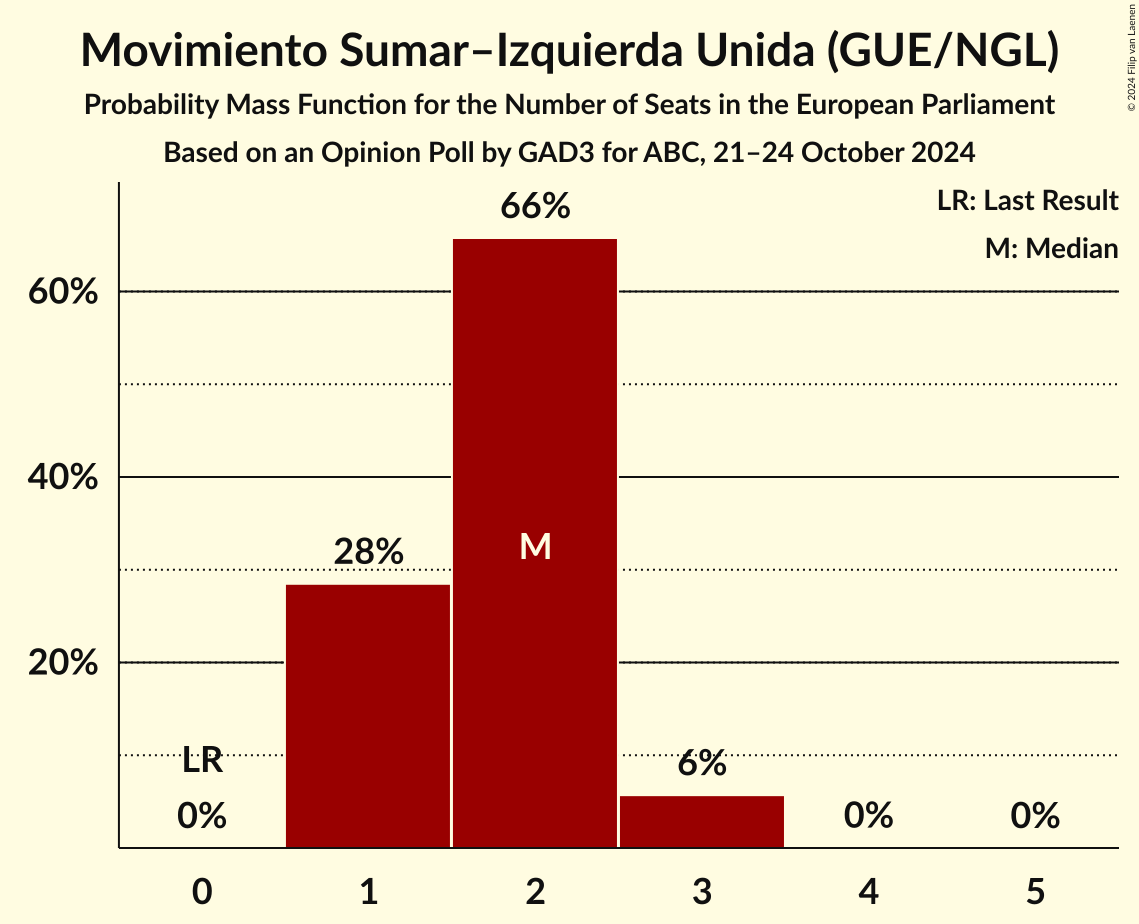 Movimiento Sumar–Izquierda Unida (GUE/NGL)
Probability Mass Function for the Number of Seats in the European Parliament
Based on an Opinion Poll by GAD3 for ABC, 21–24 October 2024
© 2024 Filip van Laenen
LR: Last Result
M: Median
66%
60%
40%
28%
M
20%
LR
6%
0%
0%
0%
0 1 2 3 4 5